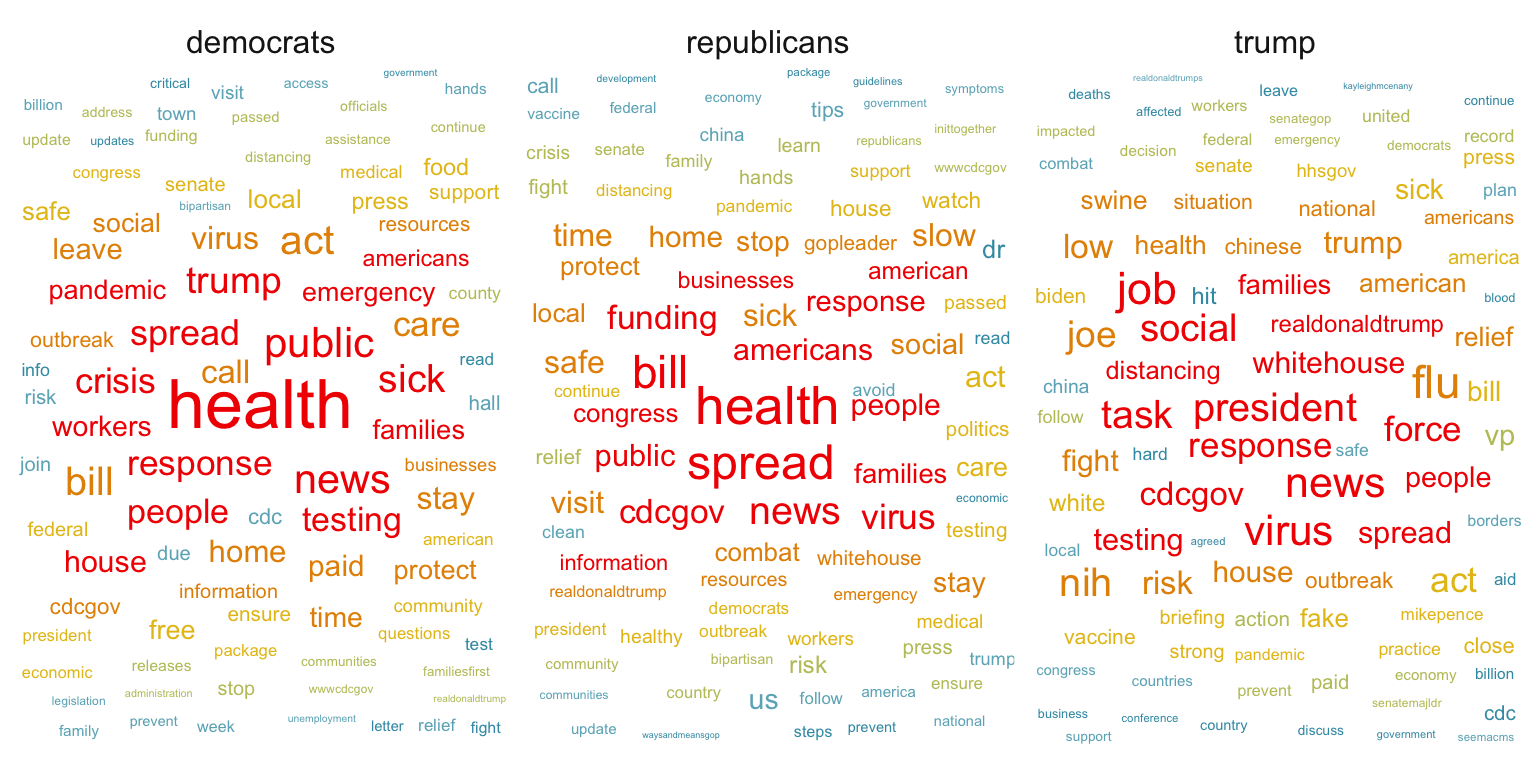 democrats
critical
access
government
hands
visit
billion
address
town
officials
passed
continue
update
updates
funding
assistance
distancing
congress
senate
medical
food
support
bipartisan
local
press
safe
social
virus
act
resources
leave
americans
pandemic
trump
emergency
county
outbreak
spread
public
care
info
crisis
call
read
sick
risk
health
hall
workers
families
join
bill
response
news
businesses
stay
people
cdc
testing
federal
house
due
home
american
paid
protect
information
cdcgov
ensure
community
time
free
president
questions
package
test
economic
releases
communities
familiesfirst
legislation
administration
stop
wwwcdcgov
realdonaldtrump
family
prevent
week
unemployment
letter
relief
fight
republicans
call
development
package
guidelines
symptoms
vaccine
federal
economy
tips
government
china
inittogether
crisis
senate
learn
republicans
family
fight
distancing
hands
support
wwwcdcgov
pandemic
house
watch
time
home
stop
gopleader
slow
dr
protect
businesses
american
local
funding
sick
response
passed
safe
americans
social
read
bill
continue
avoid
act
congress
health
people
politics
relief
public
spread
families
care
visit
cdcgov
news
virus
economic
clean
testing
information
combat
whitehouse
realdonaldtrump
resources
emergency
stay
democrats
president
healthy
outbreak
workers
medical
community
bipartisan
risk
press
trump
communities
country
us
follow
america
ensure
update
waysandmeansgop
steps
prevent
national
trump
realdonaldtrumps
deaths
leave
kayleighmcenany
continue
affected
workers
senategop
united
impacted
decision
federal
emergency
democrats
record
combat
senate
hhsgov
press
sick
plan
swine
situation
national
americans
low
health
chinese
trump
america
biden
job
hit
families
american
blood
joe
social
realdonaldtrump
relief
distancing
whitehouse
china
flu
bill
follow
task
president
force
vp
fight
hard
response
safe
white
cdcgov
news
people
local
testing
agreed
virus
spread
borders
nih
risk
house
outbreak
act
aid
briefing
action
fake
mikepence
vaccine
strong
pandemic
practice
close
congress
countries
prevent
paid
economy
billion
senatemajldr
business
conference
country
cdc
support
discuss
government
seemacms